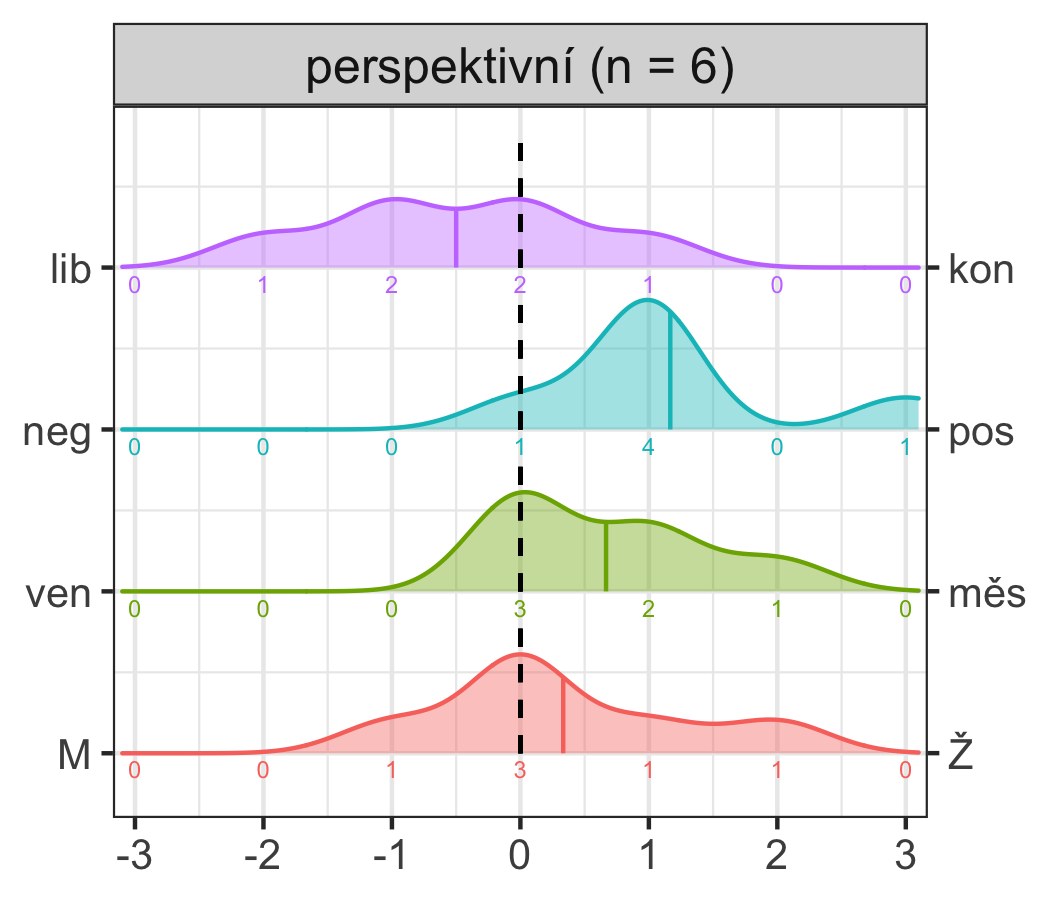 perspektivní (n = 6)
lib kon
0 1 2 2 1 0 0
neg pos
0 0 0 1 4 0 1
ven měs
0 0 0 3 2 1 0
M Ž
0 0 1 3 1 1 0
-3 -2 -1 0 1 2 3